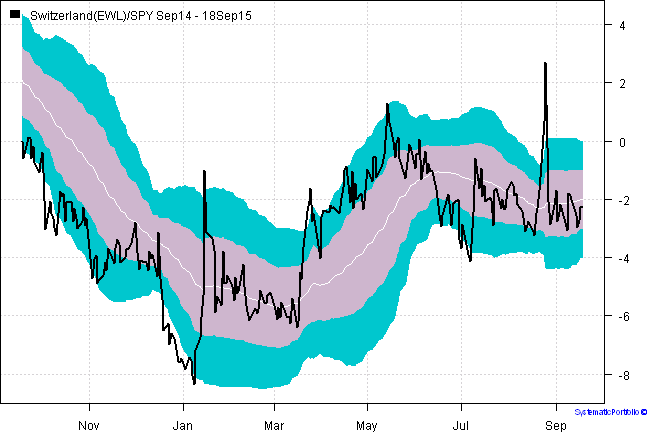 Switzerland(EWL)/SPY Sep14 - 18Sep15
4
2
0
-2
-4
-6
-8
Nov Jan Mar May Jul Sep
SystematicPortfolio ©